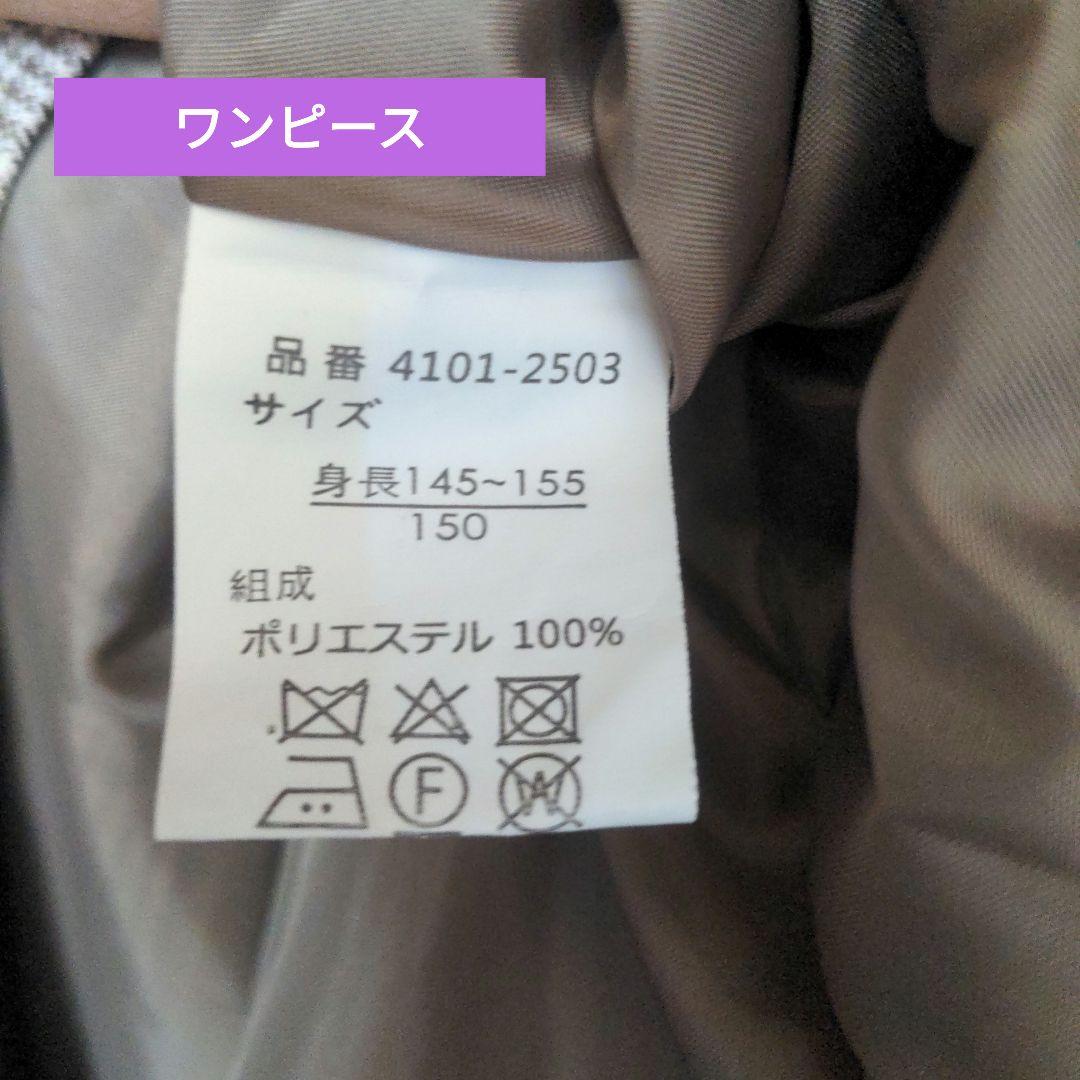 ワンピース
品番 4101-2503
サイズ
身長145~155
150
組成
ポリエステル 100%
F
W